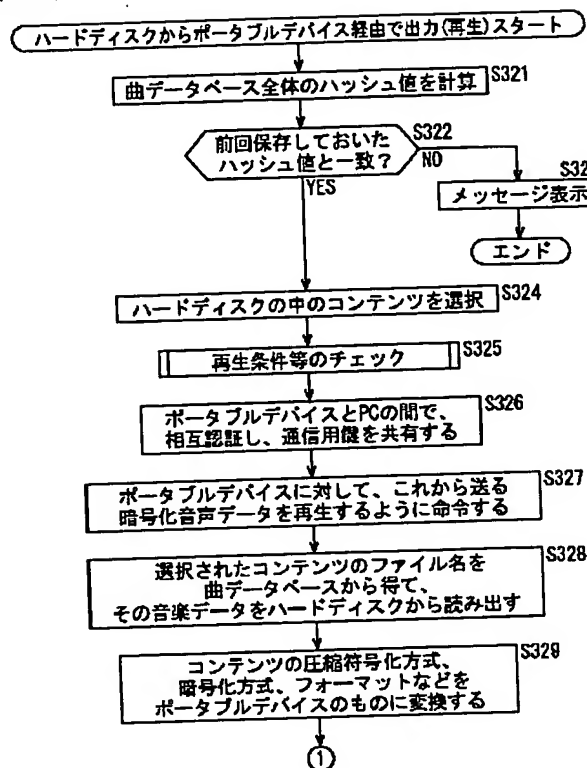 ハードディスクからポータブルデバイス経由で出力(再生)スタート
曲データベース全体のハッシュ値を計算
S321
前回保存しておいた
ハッシュ値と一致?
S322
NO
YES
メッセージ表示
エンド
ハードディスクの中のコンテンツを選択
S324
再生条件等のチェック
S325
ポータブルデバイスとPCの間で、
相互認証し、通信用鍵を共有する
S326
ポータブルデバイスに対して、これから送る
暗号化音声データを再生するように命令する
S327
選択されたコンテンツのファイル名を
曲データベースから得て、
その音楽データをハードディスクから読み出す
S328
コンテンツの圧縮符号化方式、
暗号化方式、フォーマットなどを
ポータブルデバイスのものに変換する
S329
①